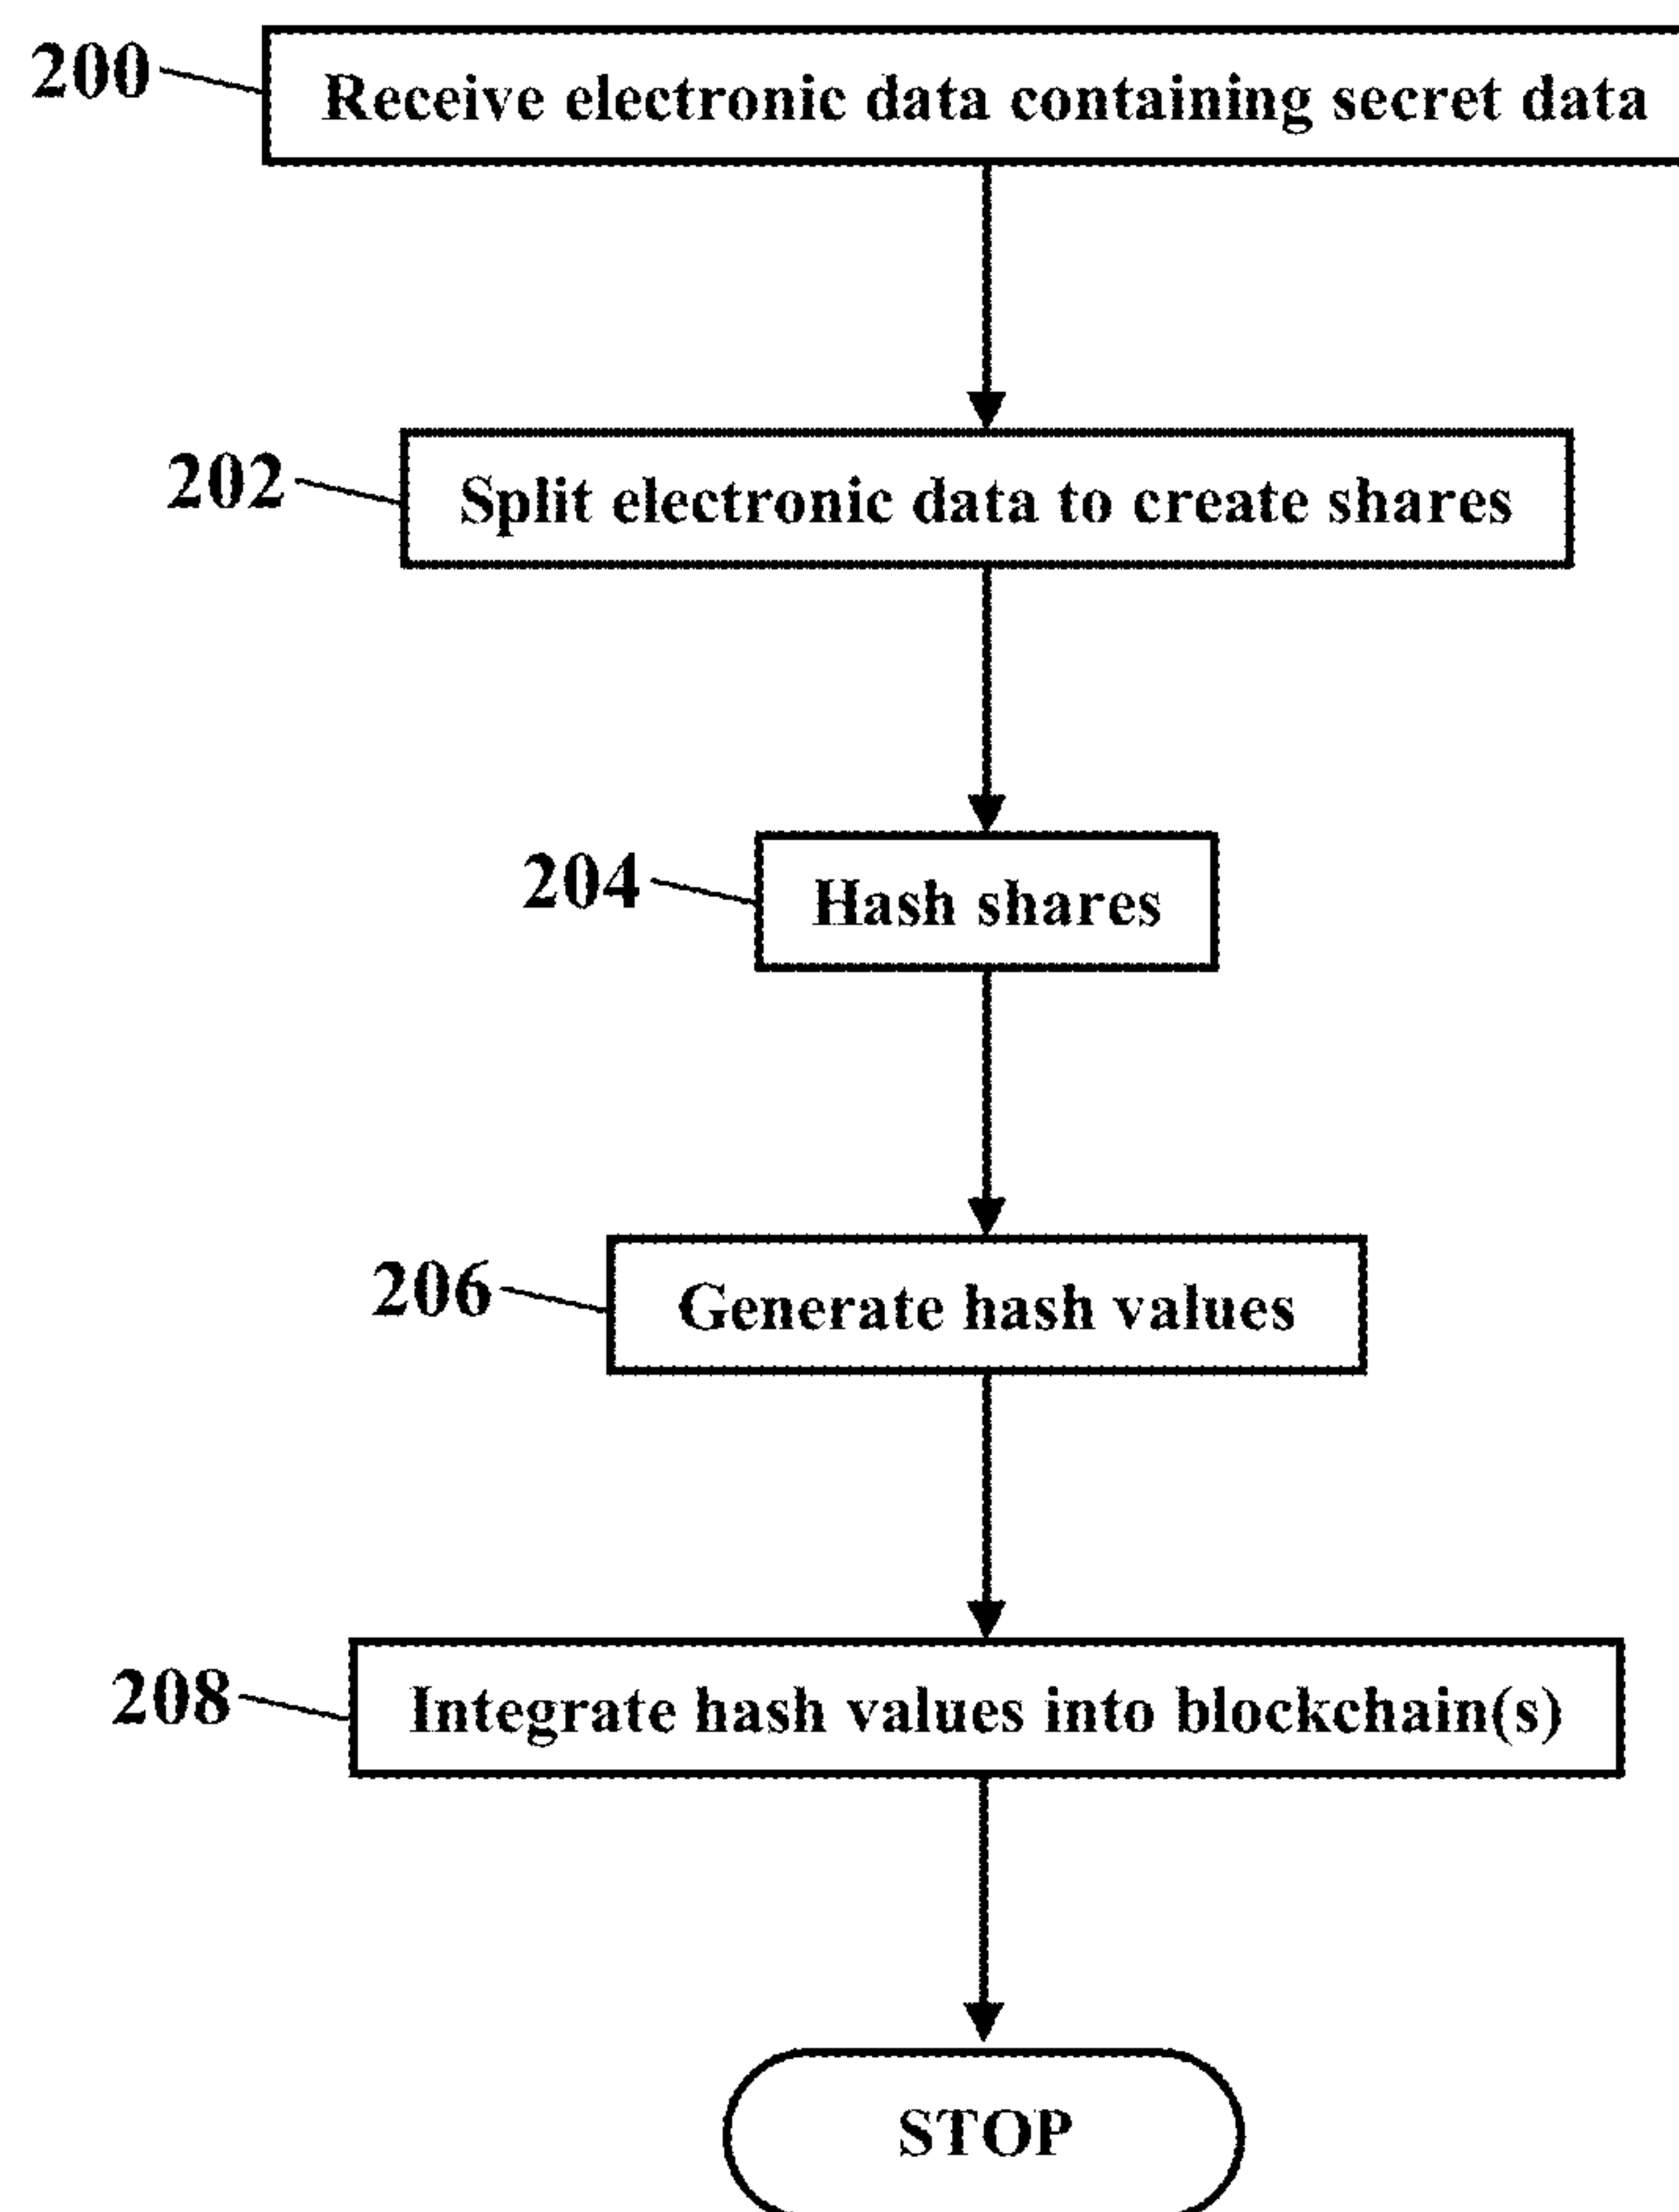 200 Receive electronic data containing secret data
202 Split electronic data to create shares
204 Hash shares
206 Generate hash values
208 Integrate hash values into blockchain(s)
STOP